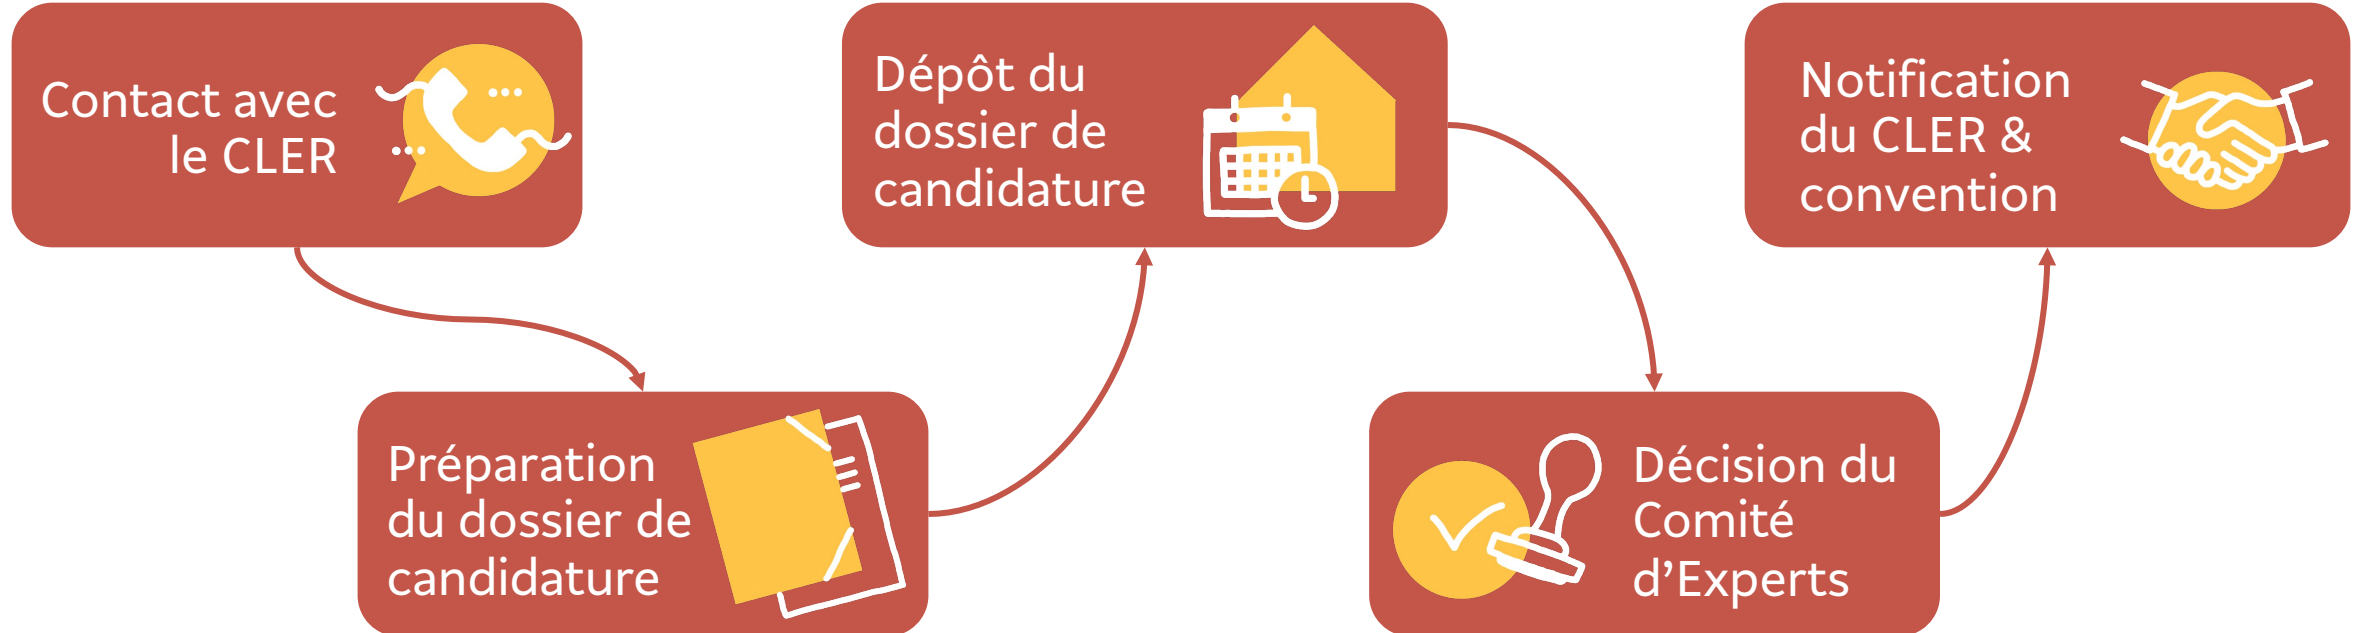 Contact avec
le CLER
Préparation
du dossier de
candidature
Dépôt du
dossier de
candidature
Décision du
Comité
d’Experts
Notification
du CLER &
convention